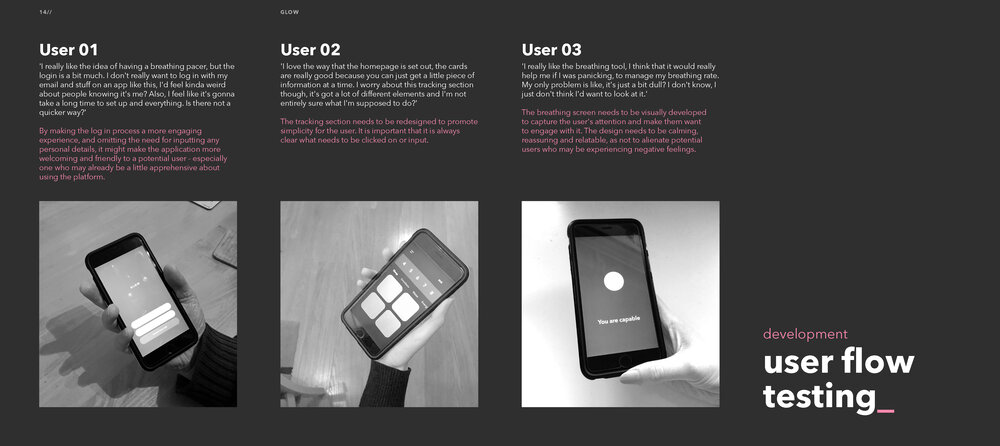 14//
GLOW
User 01
'I really like the idea of having a breathing pacer, but the
login is a bit much. I don't really want to log in with my
email and stuff on an app like this, I'd feel kinda weird
about people knowing it's me? Also, I feel like it's gonna
take a long time to set up and everything. Is there not a
quicker way?'
By making the log in process a more engaging
experience, and omitting the need for inputting any
personal details, it might make the application more
welcoming and friendly to a potential user - especially
one who may already be a little apprehensive about
using the platform.
User 02
'I love the way that the homepage is set out, the cards
are really good because you can just get a little piece of
information at a time. I worry about this tracking section
though, it's got a lot of different elements and I'm not
entirely sure what I'm supposed to do?'
The tracking section needs to be redesigned to promote
simplicity for the user. It is important that it is always
clear what needs to be clicked on or input.
User 03
'I really like the breathing tool, I think that it would really
help me if I was panicking, to manage my breathing rate.
My only problem is like, it's just a bit dull? I don't know, I
just don't think I'd want to look at it.'
The breathing screen needs to be visually developed
to capture the user's attention and make them want
to engage with it. The design needs to be calming,
reassuring and relatable, as not to alienate potential
users who may be experiencing negative feelings.
You are capable
development
user flow
testing_